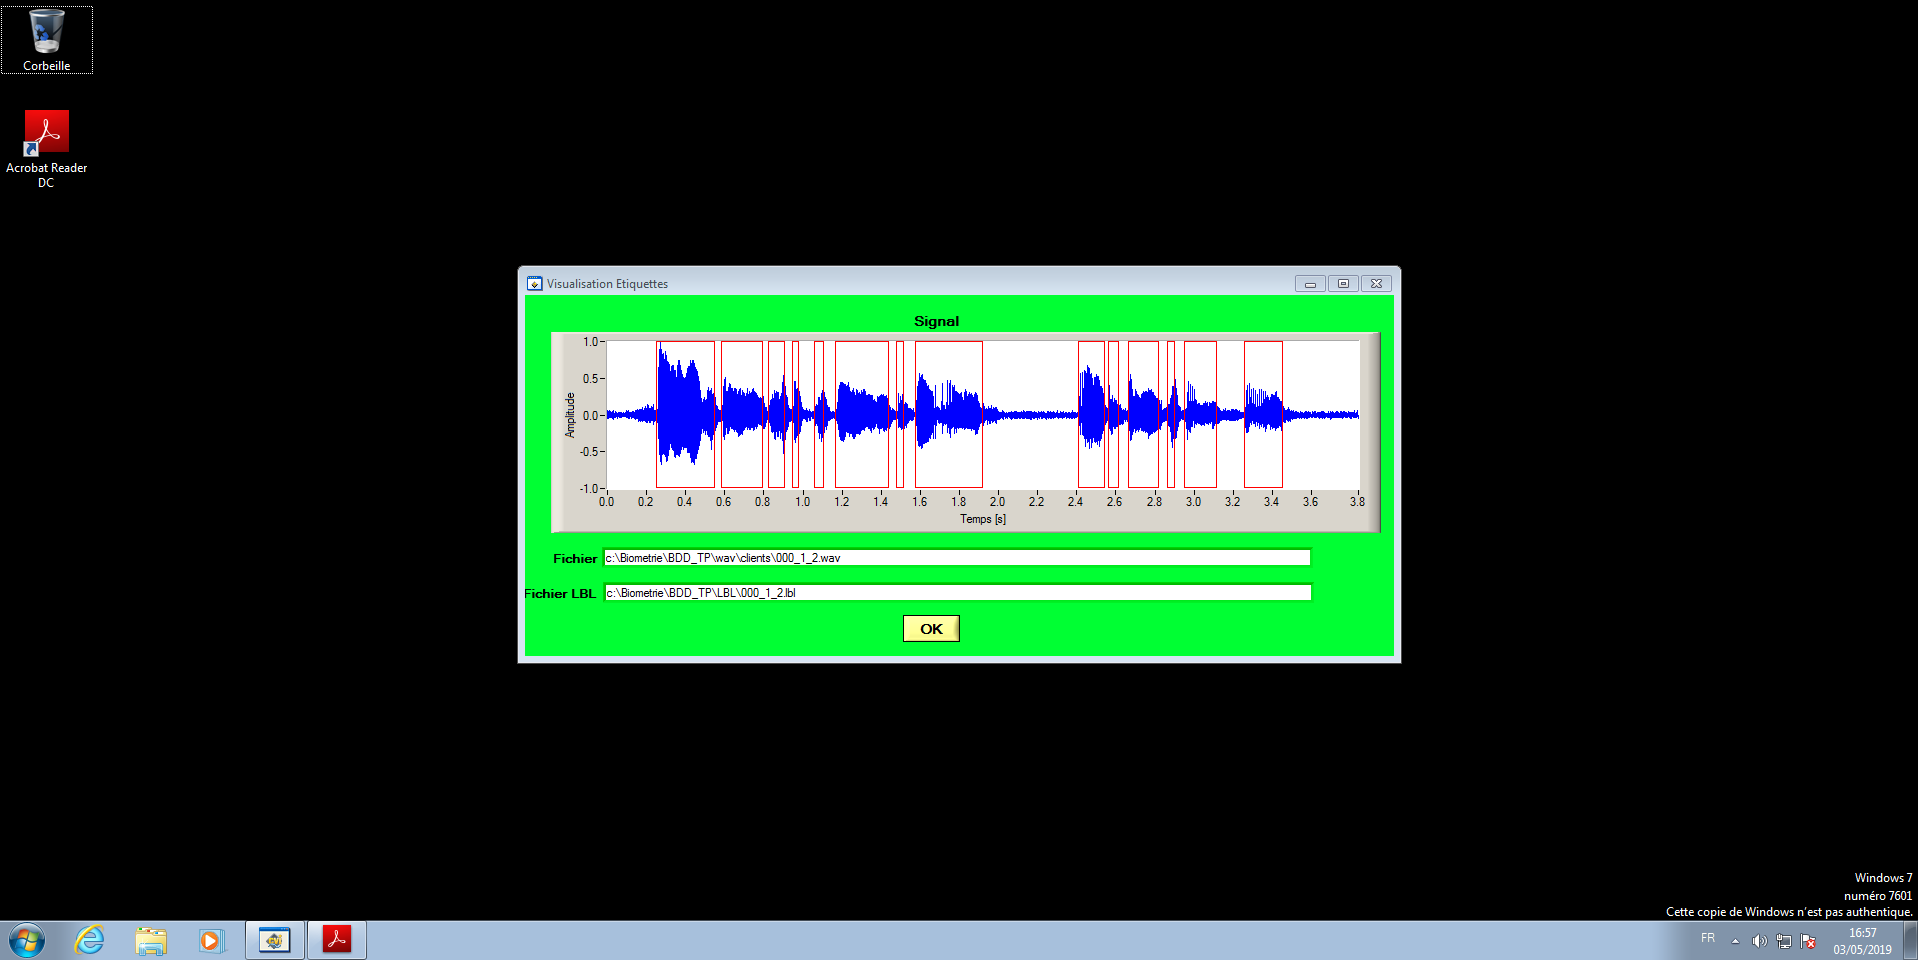 Corbeille
Acrobat Reader
DC
Visualisation Etiquettes
Signal
Amplitude
1.0
0.5
0.0
-0.5
-1.0
0.0 0.2 0.4 0.6 0.8 1.0 1.2 1.4 1.6 1.8 2.0 2.2 2.4 2.6 2.8 3.0 3.2 3.4 3.6 3.8
Temps [s]
Fichier c:\Biometrie\BDD_TP\wav\clients\000_1_2.wav
Fichier LBL c:\Biometrie\BDD_TP\LBL\000_1_2.lbl
OK
Windows 7
numéro 7601
Cette copie de Windows n'est pas authentique.
FR
16:57
03/05/2019